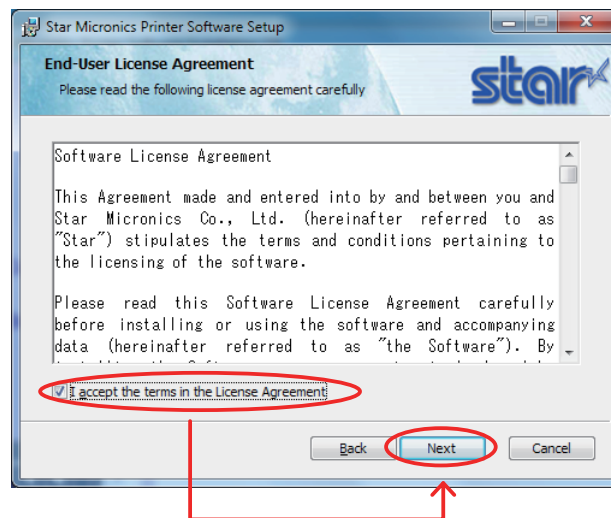 Star Micronics Printer Software Setup
End-User License Agreement
Please read the following license agreement carefully
star
Software License Agreement
This Agreement made and entered into by and between you and
Star Micronics Co., Ltd. (hereinafter referred to as
"Star") stipulates the terms and conditions pertaining to
the licensing of the software.
Please read this Software License Agreement carefully
before installing or using the software and accompanying
data (hereinafter referred to as "the Software"). By
I accept the terms in the License Agreement
Back Next Cancel